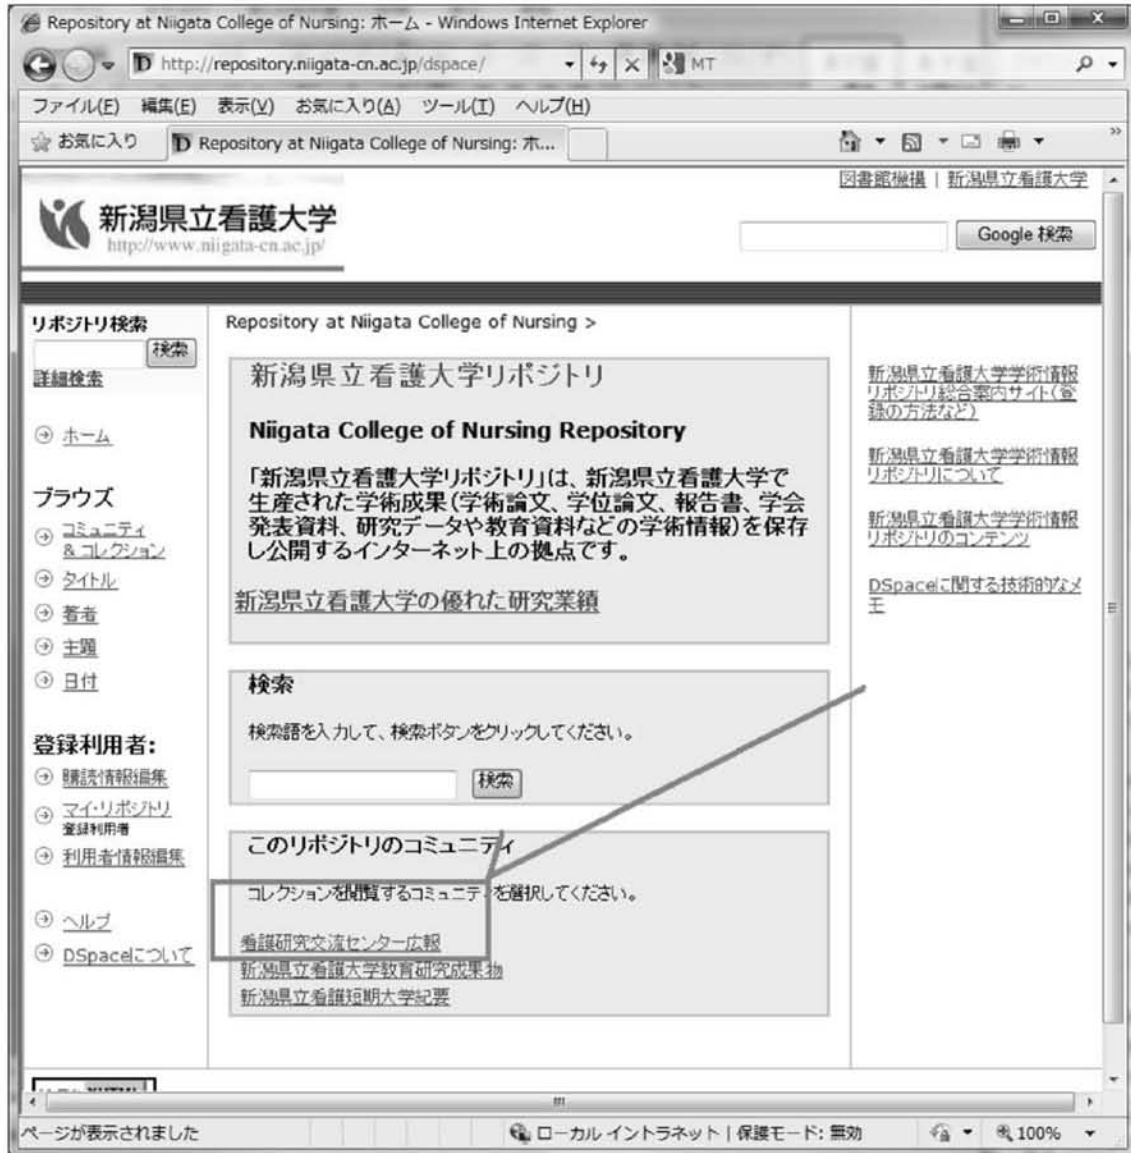 Repository at Niigata College of Nursing: ホーム - Windows Internet Explorer
http://repository.niigata-cn.ac.jp/dspace/
MT
ファイル(F) 編集(E) 表示(V) お気に入り(A) ツール(T) ヘルプ(H)
お気に入り
Repository at Niigata College of Nursing: ホ...
図書館機構 | 新潟県立看護大学
新潟県立看護大学
http://www.niigata-cn.ac.jp/
Google 検索
リポジトリ検索
検索
詳細検索
ホーム
ブラウズ
コミュニティ
& コレクション
タイトル
著者
主題
日付
登録利用者:
購読情報編集
マイ・リポジトリ
登録利用者
利用者情報編集
ヘルプ
DSpaceについて
Repository at Niigata College of Nursing >
新潟県立看護大学リポジトリ
Niigata College of Nursing Repository
「新潟県立看護大学リポジトリ」は、新潟県立看護大学で
生産された学術成果(学術論文、学位論文、報告書、学会
発表資料、研究データや教育資料などの学術情報)を保存
し公開するインターネット上の拠点です。
新潟県立看護大学の優れた研究業績
検索
検索語を入力して、検索ボタンをクリックしてください。
検索
このリポジトリのコミュニティ
コレクションを閲覧するコミュニティを選択してください。
看護研究交流センター広報
新潟県立看護大学教育研究成果物
新潟県立看護短期大学紀要
新潟県立看護大学学術情報
リポジトリ総合案内サイト(登
録の方法など)
新潟県立看護大学学術情報
リポジトリについて
新潟県立看護大学学術情報
リポジトリのコンテンツ
DSpaceに関する技術的なメ
モ
ページが表示されました
ローカル イントラネット | 保護モード: 無効
100%